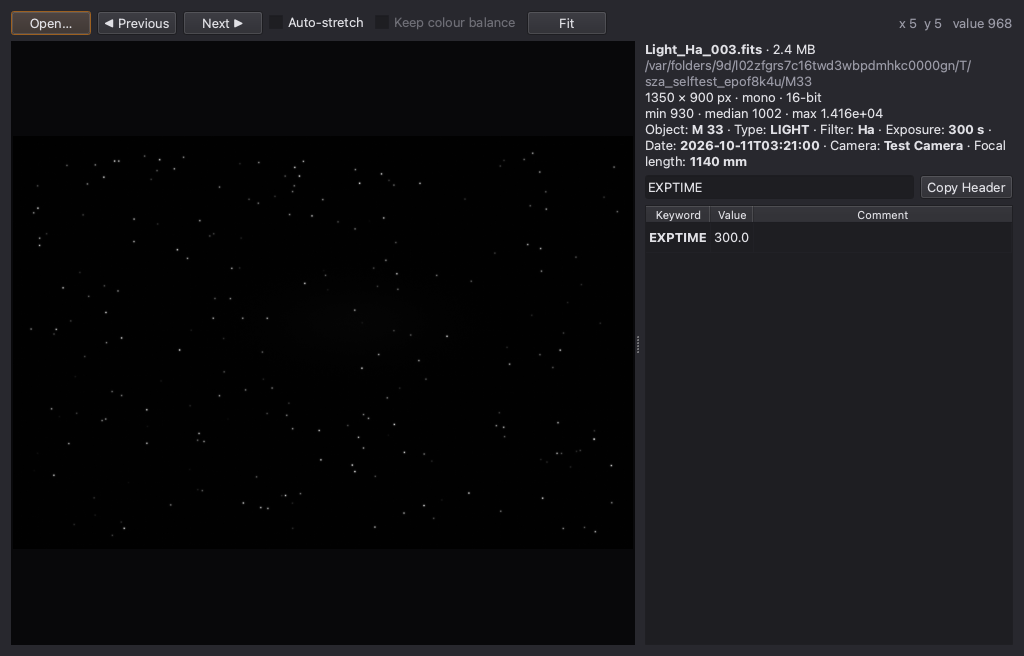 Open... ◀ Previous Next ▶ Auto-stretch Keep colour balance Fit x 5 y 5 value 968
Light_Ha_003.fits · 2.4 MB
/var/folders/9d/l02zfgrs7c16twd3wbpdmhkc0000gn/T/
sza_selftest_epof8k4u/M33
1350 × 900 px · mono · 16-bit
min 930 · median 1002 · max 1.416e+04
Object: M 33 · Type: LIGHT · Filter: Ha · Exposure: 300 s ·
Date: 2026-10-11T03:21:00 · Camera: Test Camera · Focal
length: 1140 mm
EXPTIME Copy Header
Keyword Value Comment
EXPTIME 300.0